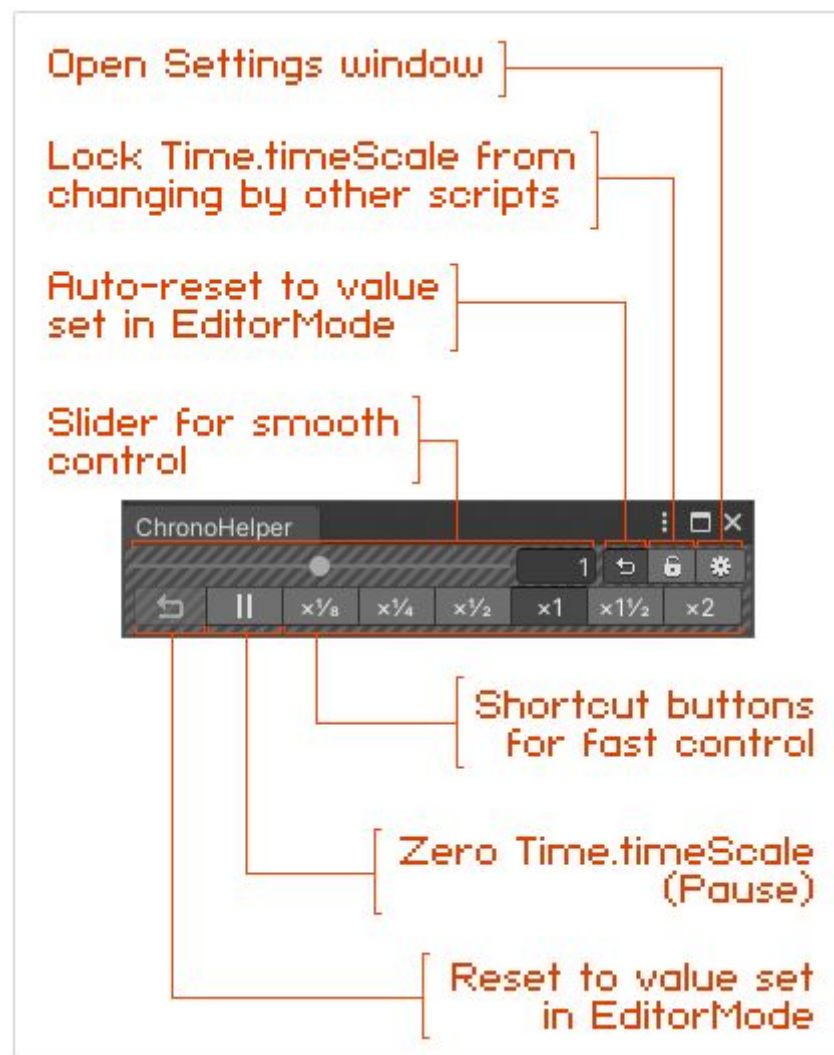 Open Settings window
Lock Time.timeScale from
changing by other scripts
Auto-reset to value
set in EditorMode
Slider for smooth
control
ChronoHelper
1
×⅛ ×¼ ×½ ×1 ×1½ ×2
Shortcut buttons
for fast control
Zero Time.timeScale
(Pause)
Reset to value set
in EditorMode